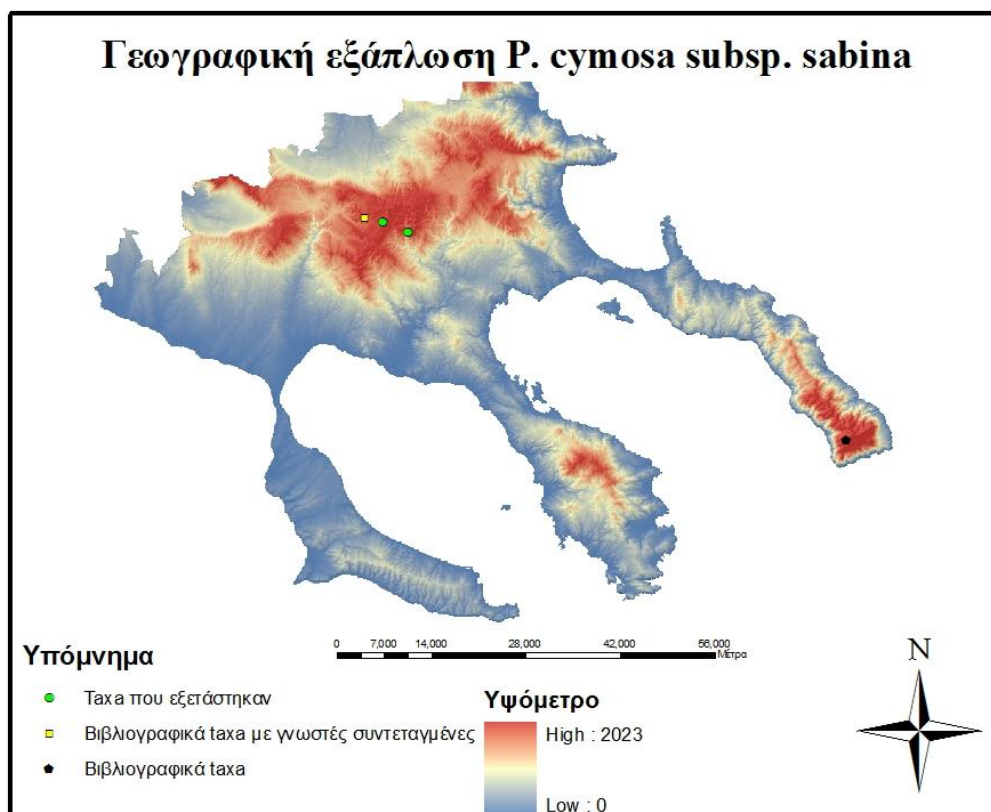 Γεωγραφική εξάπλωση P. cymosa subsp. sabina
0 7,000 14,000 28,000 42,000 56,000
Μέτρα
Υπόμνημα
Taxa που εξετάστηκαν
Βιβλιογραφικά taxa με γνωστές συντεταγμένες
Βιβλιογραφικά taxa
Υψόμετρο
High : 2023
Low : 0
N